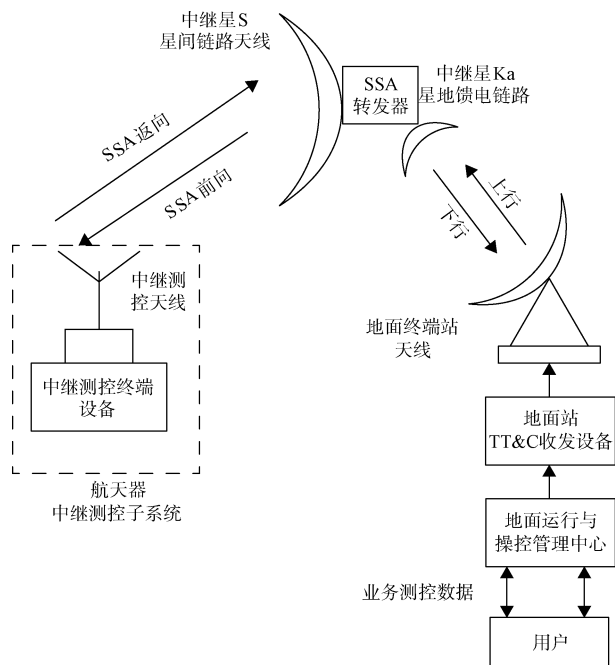 中继星S
星间链路天线
SSA
转发器
中继星Ka
星地馈电链路
SSA返向
SSA前向
上行
下行
中继测
控天线
中继测控终端
设备
航天器
中继测控子系统
地面终端站
天线
地面站
TT&C收发设备
地面运行与
操控管理中心
业务测控数据
用户